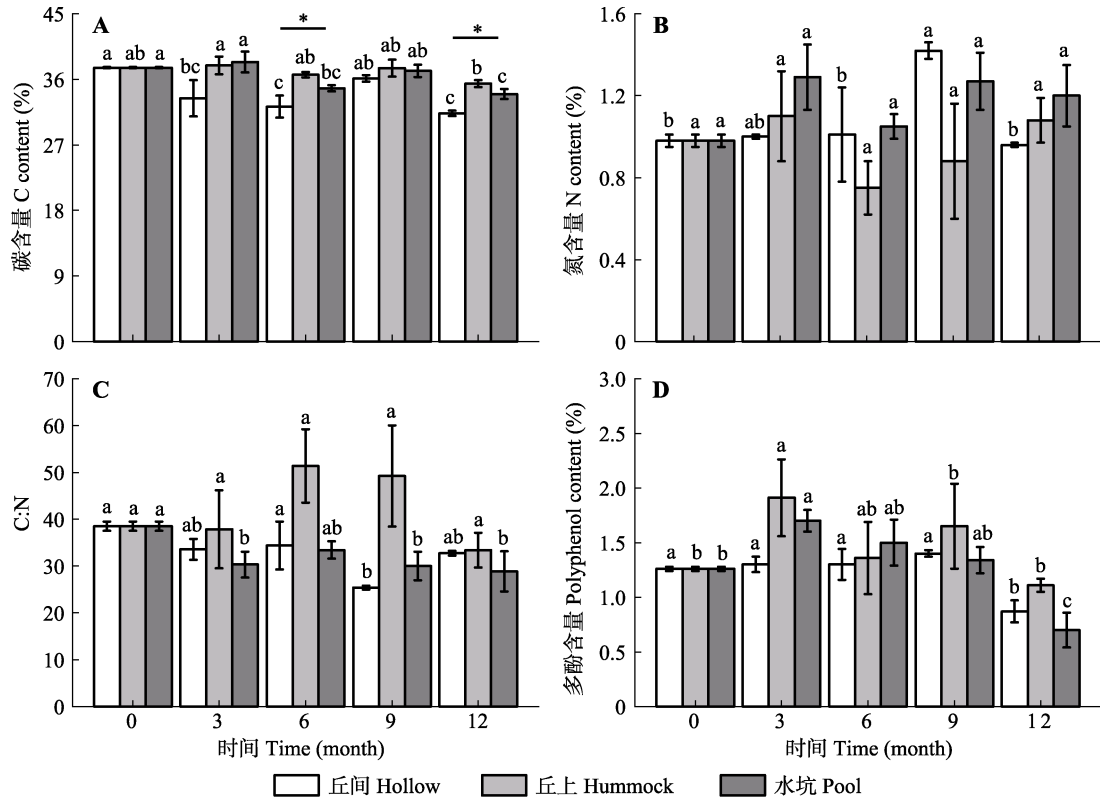 A
碳含量 C content (%)
45
36
27
18
9
0
a ab a
bc a a
*
c ab bc
ab ab ab
*
c b c
B
氮含量 N content (%)
1.6
1.2
0.8
0.4
0
b a a
ab a a
b a a
a a a
b a a
C
C:N
70
60
50
40
30
20
10
0
a a a
ab a b
a a ab
b a b
ab a b
0 3 6 9 12
时间 Time (month)
D
多酚含量 Polyphenol content (%)
3.0
2.5
2.0
1.5
1.0
0.5
0
a b b
a a a
a ab ab
a b ab
b b c
0 3 6 9 12
时间 Time (month)
丘间 Hollow 丘上 Hummock 水坑 Pool